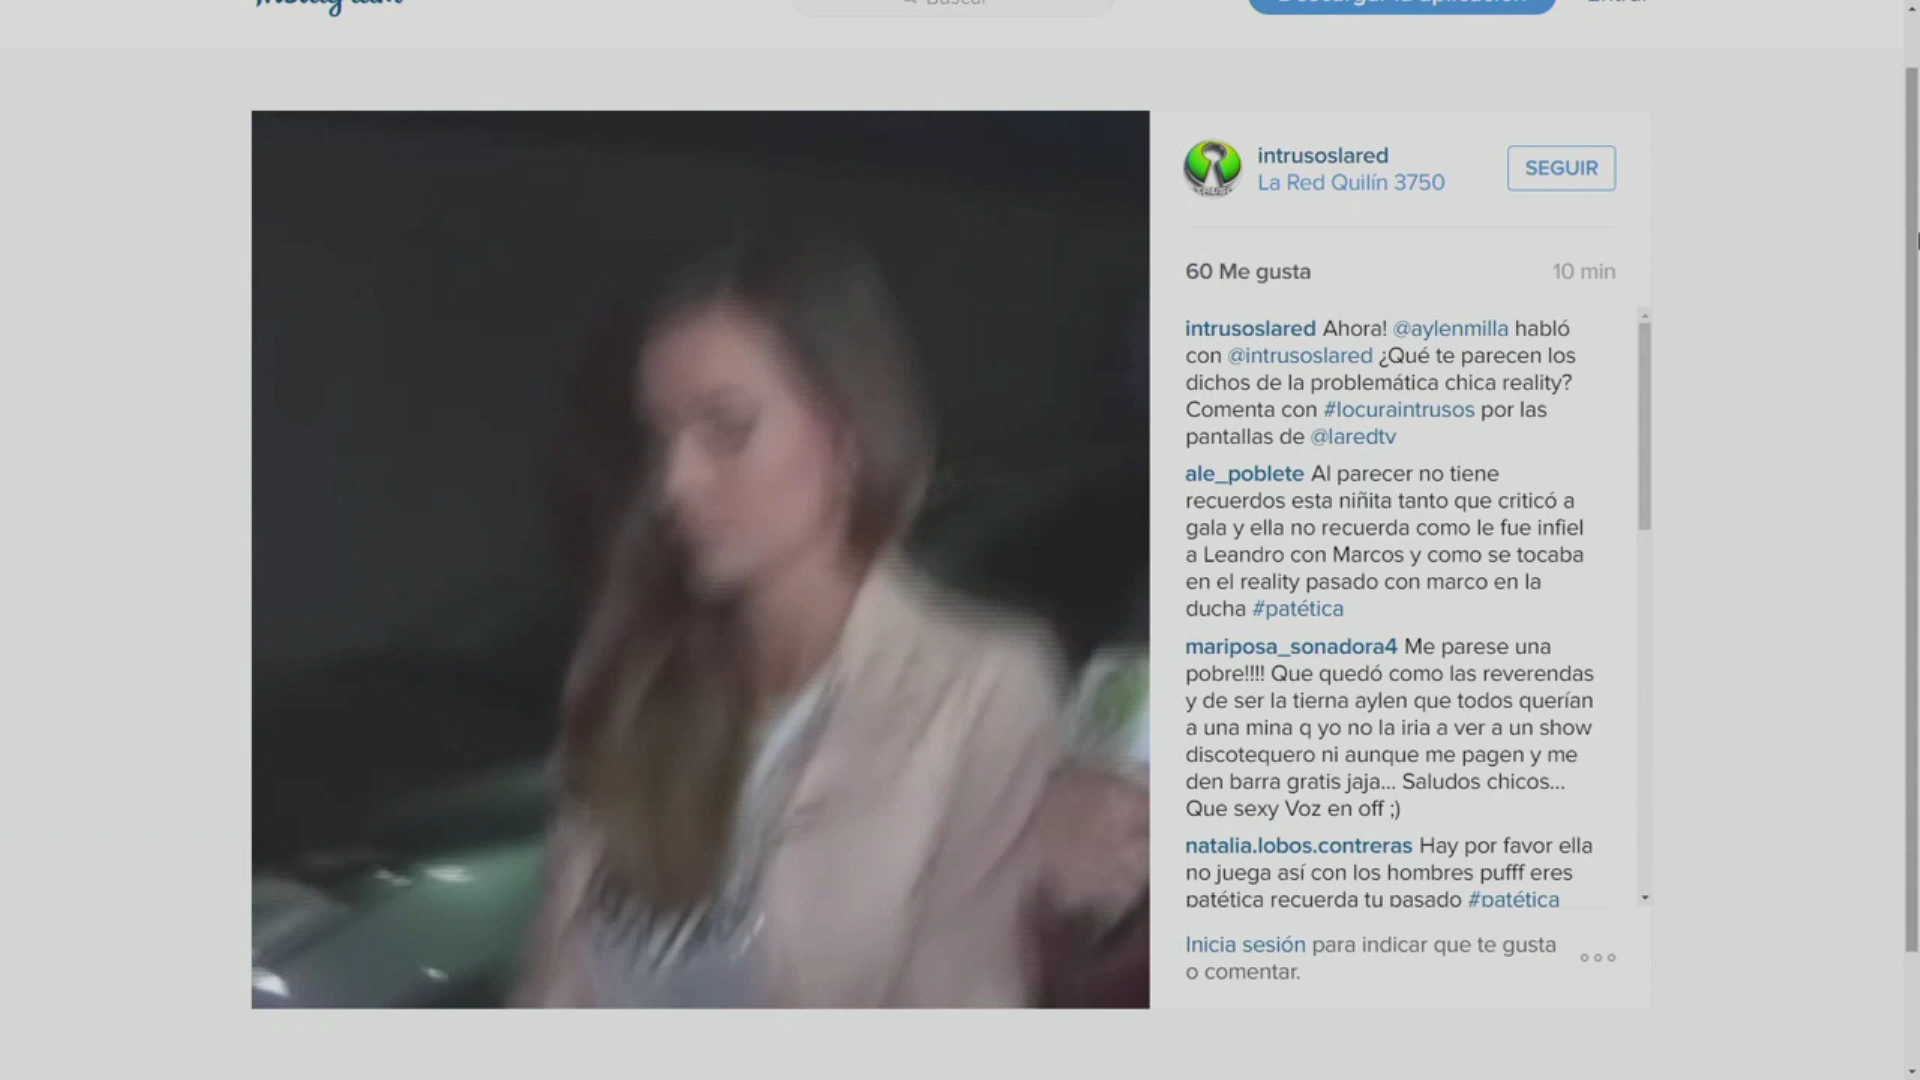 Instagram
Buscar
Descargar la aplicación
Entrar
intrusoslared
La Red Quilín 3750
SEGUIR
60 Me gusta
10 min
intrusoslared Ahora! @aylenmilla habló
con @intrusoslared ¿Qué te parecen los
dichos de la problemática chica reality?
Comenta con #locuraintrusos por las
pantallas de @laredtv
ale_poblete Al parecer no tiene
recuerdos esta niñita tanto que criticó a
gala y ella no recuerda como le fue infiel
a Leandro con Marcos y como se tocaba
en el reality pasado con marco en la
ducha #patética
mariposa_sonadora4 Me parese una
pobre!!!! Que quedó como las reverendas
y de ser la tierna aylen que todos querían
a una mina q yo no la iria a ver a un show
discotequero ni aunque me pagen y me
den barra gratis jaja... Saludos chicos...
Que sexy Voz en off ;)
natalia.lobos.contreras Hay por favor ella
no juega así con los hombres pufff eres
patética recuerda tu pasado #patética
Inicia sesión para indicar que te gusta
o comentar.